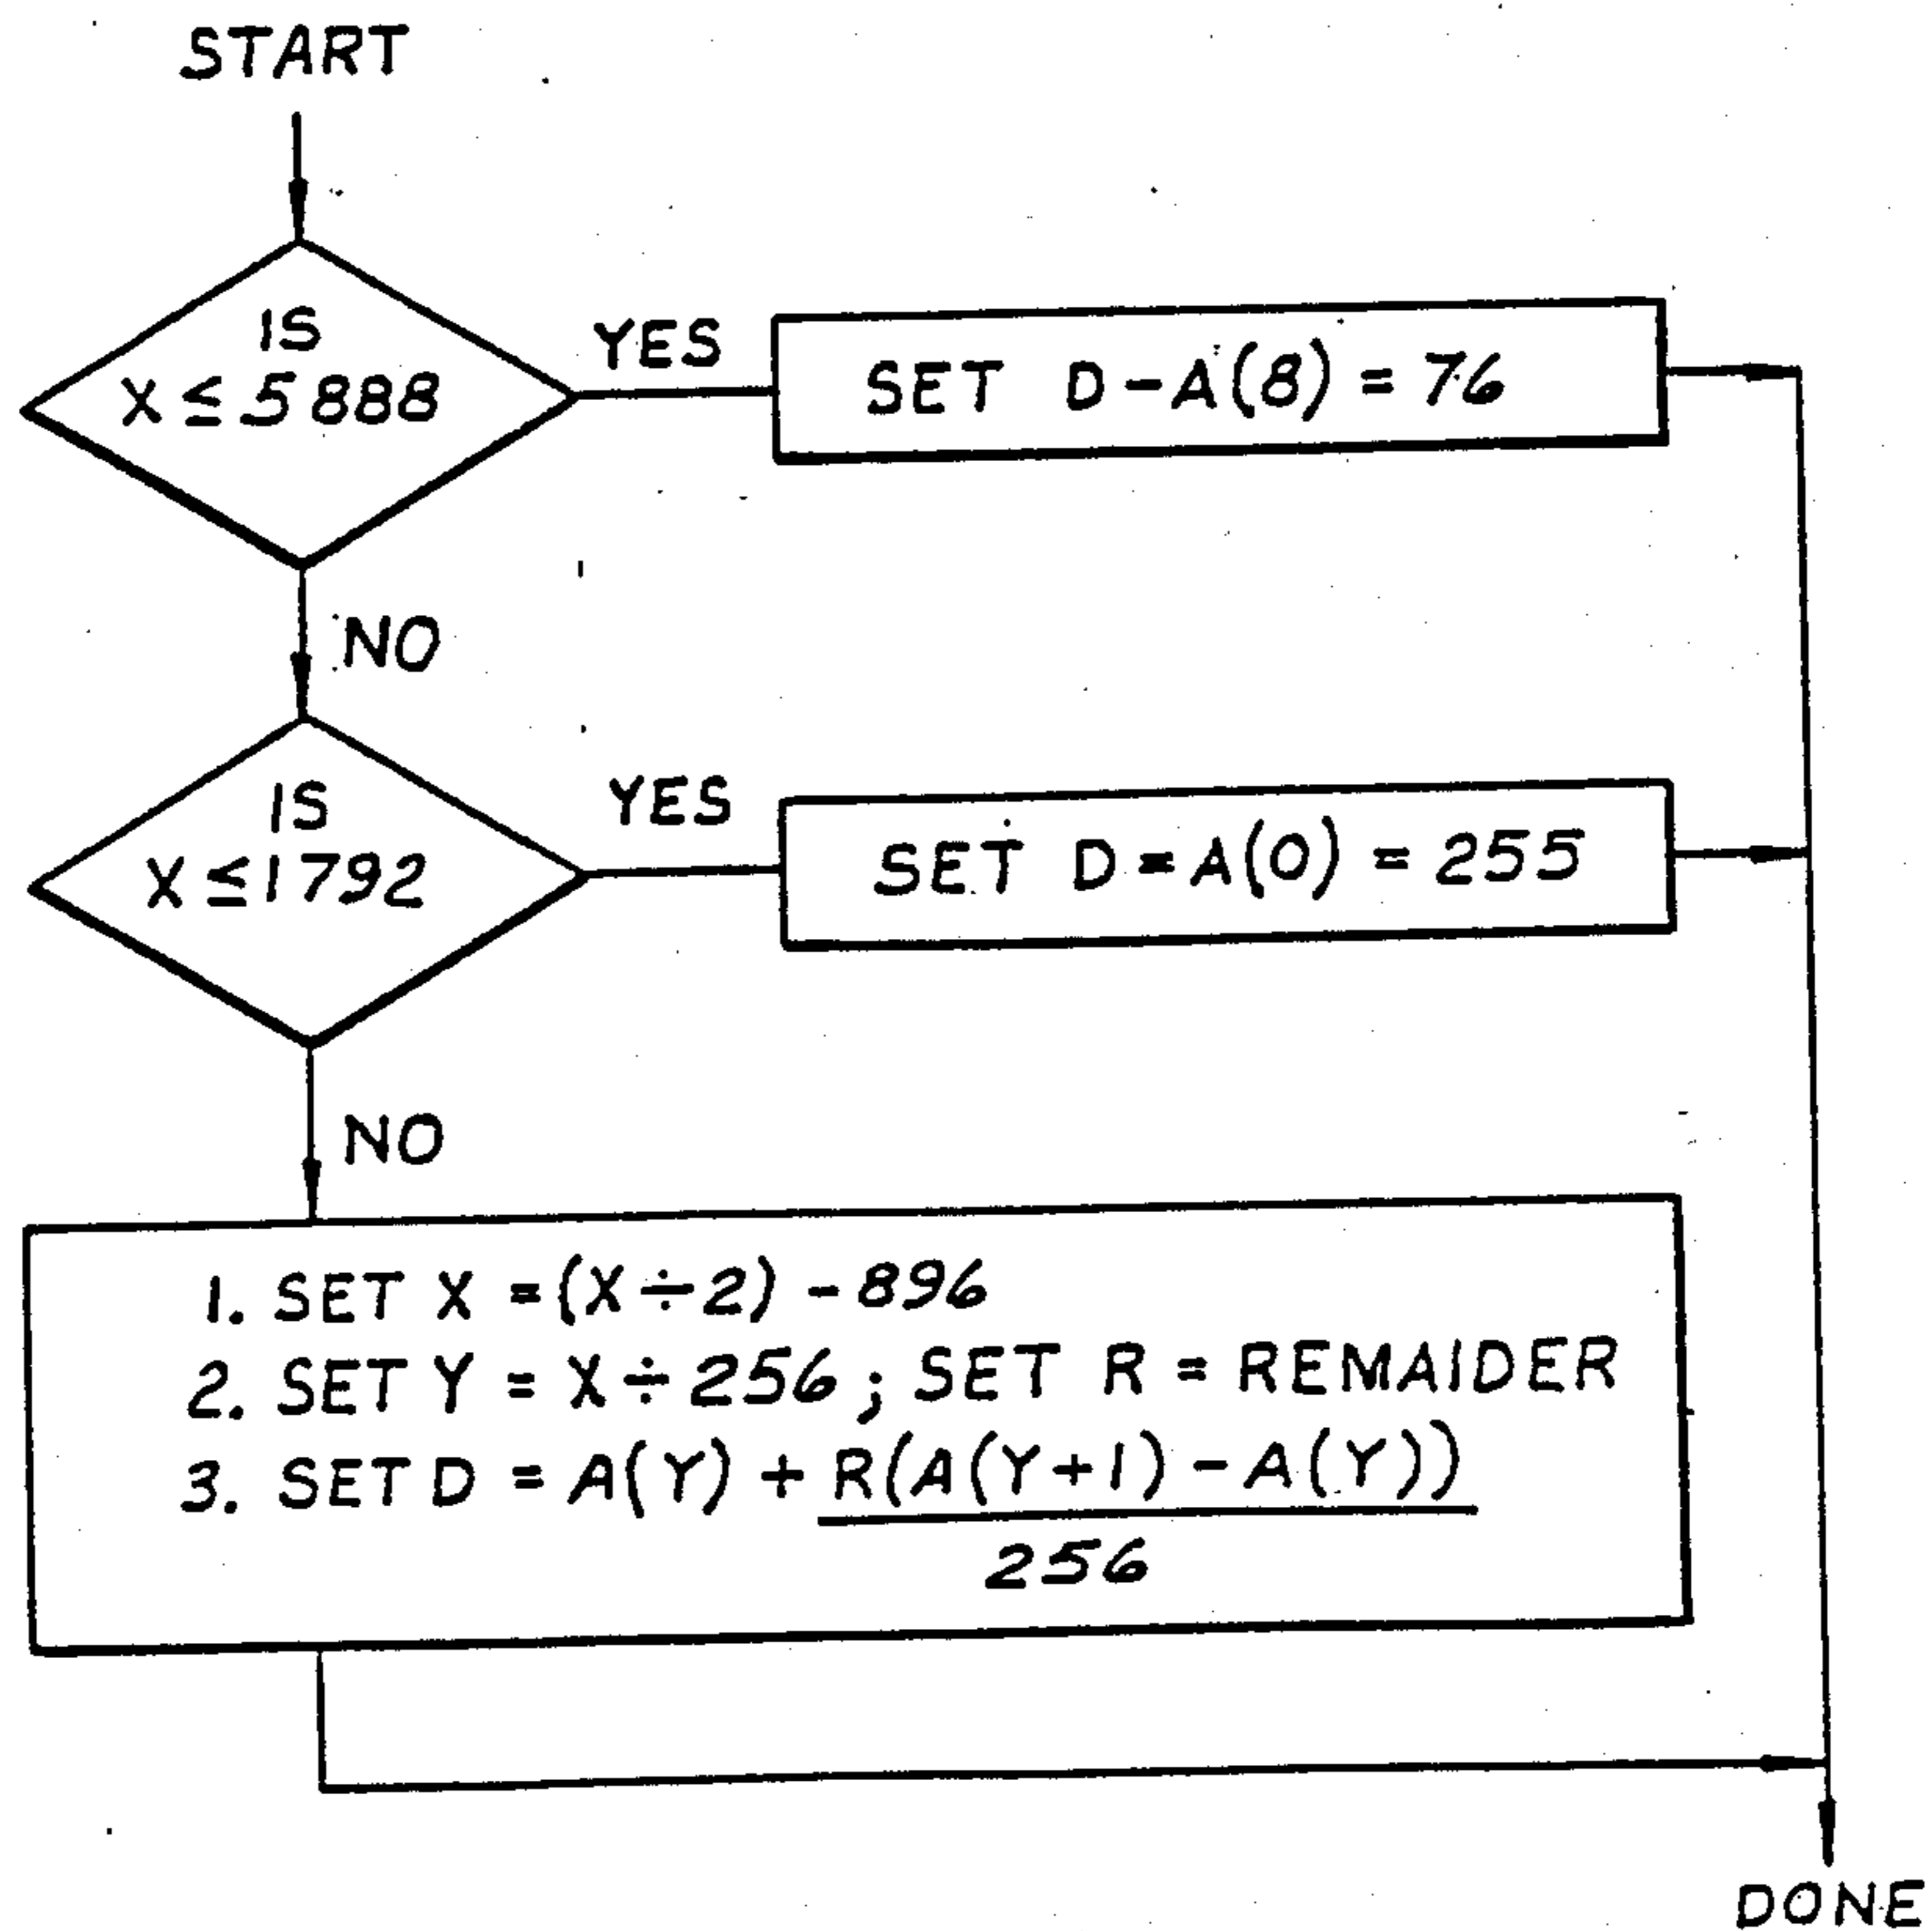 START
IS
X ≤ 5888
YES
SET D-A(8) = 76
NO
IS
X ≤ 1792
YES
SET D = A(0) = 255
NO
1. SET X = (X ÷ 2) - 896
2. SET Y = X ÷ 256; SET R = REMAIDER
3. SET D = A(Y) + R(A(Y+1) - A(Y))
256
DONE